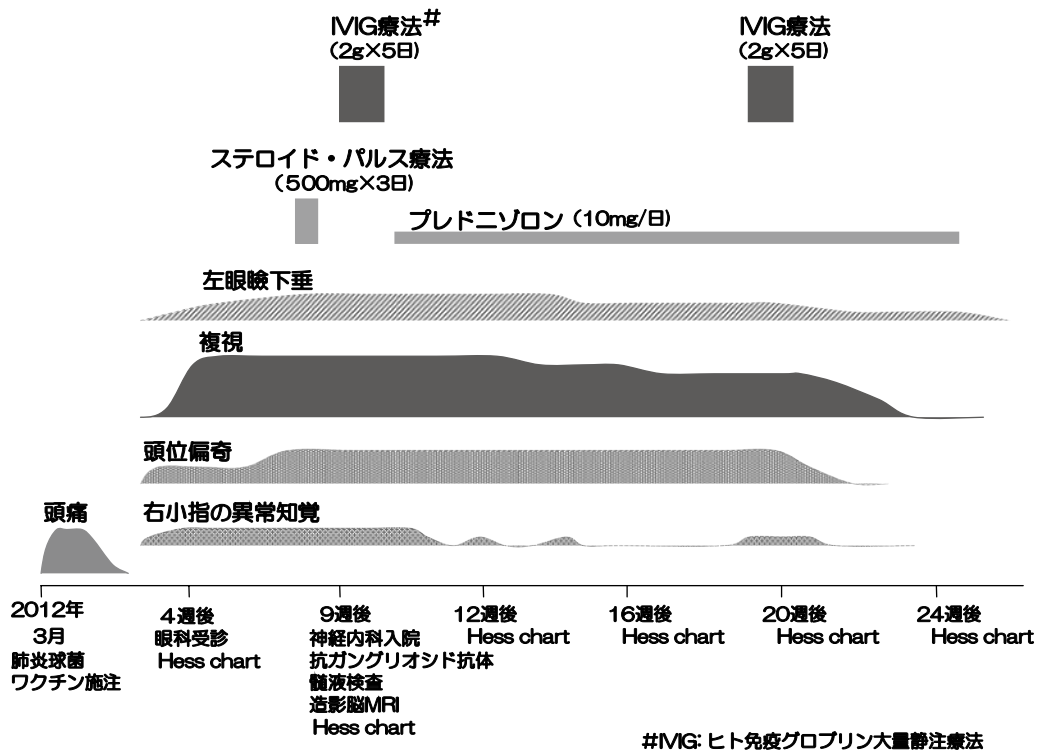 IVIG療法# IVIG療法
(2g×5日) (2g×5日)
ステロイド・パルス療法
(500mg×3日)
プレドニゾロン (10mg/日)
左眼瞼下垂
複視
頭位偏奇
頭痛 右小指の異常知覚
2012年 4週後 9週後 12週後 16週後 20週後 24週後
3月 眼科受診 神経内科入院 Hess chart Hess chart Hess chart Hess chart
肺炎球菌 Hess chart 抗ガングリオシド抗体
ワクチン施注 髄液検査
造影脳MRI
Hess chart
#IVIG: ヒト免疫グロブリン大量静注療法